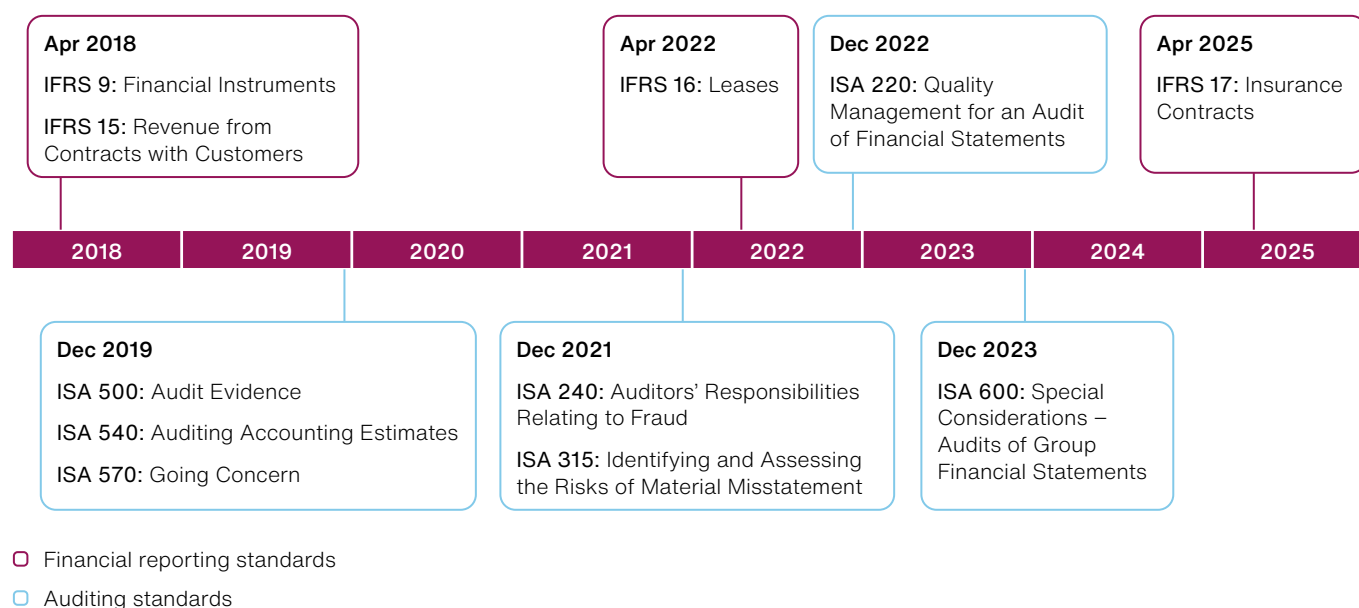 Apr 2018
IFRS 9: Financial Instruments
IFRS 15: Revenue from
Contracts with Customers
Apr 2022
IFRS 16: Leases
Dec 2022
ISA 220: Quality
Management for an Audit
of Financial Statements
Apr 2025
IFRS 17: Insurance
Contracts
2018
2019
2020
2021
2022
2023
2024
2025
Dec 2019
ISA 500: Audit Evidence
ISA 540: Auditing Accounting Estimates
ISA 570: Going Concern
Dec 2021
ISA 240: Auditors’ Responsibilities
Relating to Fraud
ISA 315: Identifying and Assessing
the Risks of Material Misstatement
Dec 2023
ISA 600: Special
Considerations –
Audits of Group
Financial Statements
Financial reporting standards
Auditing standards